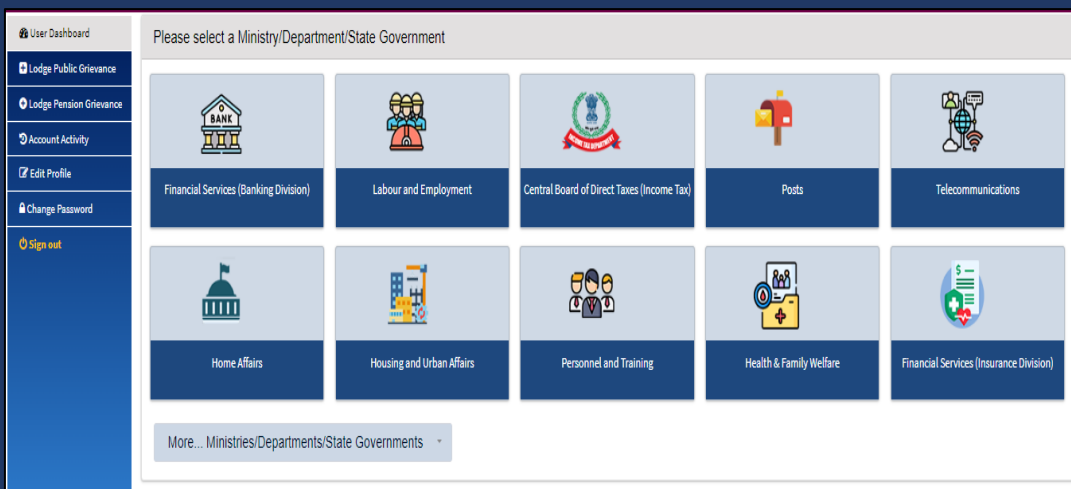 User Dashboard
Lodge Public Grievance
Lodge Pension Grievance
Account Activity
Edit Profile
Change Password
Sign out
Please select a Ministry/Department/State Government
BANK
INCOME TAX DEPARTMENT
Financial Services (Banking Division)
Labour and Employment
Central Board of Direct Taxes (Income Tax)
Posts
Telecommunications
Home Affairs
Housing and Urban Affairs
Personnel and Training
Health & Family Welfare
Financial Services (Insurance Division)
More... Ministries/Departments/State Governments